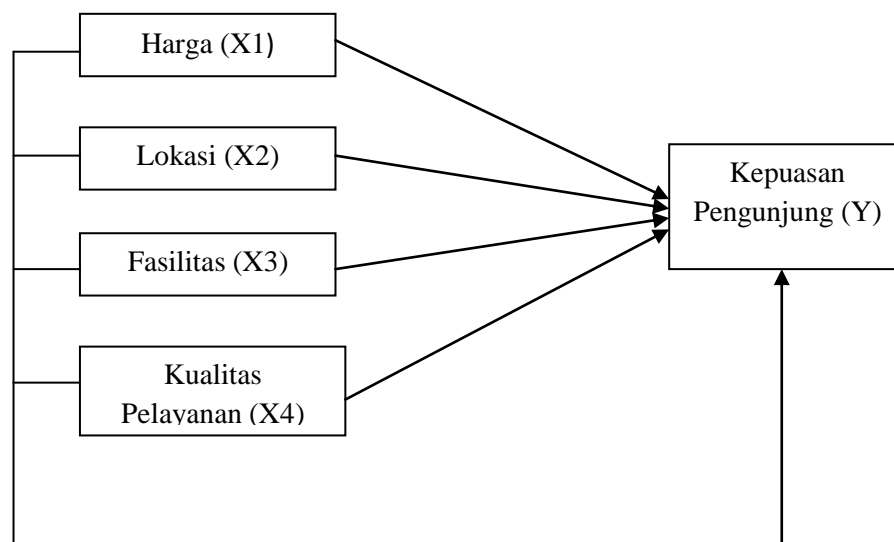 Harga (X1)
Lokasi (X2)
Fasilitas (X3)
Kualitas
Pelayanan (X4)
Kepuasan
Pengunjung (Y)